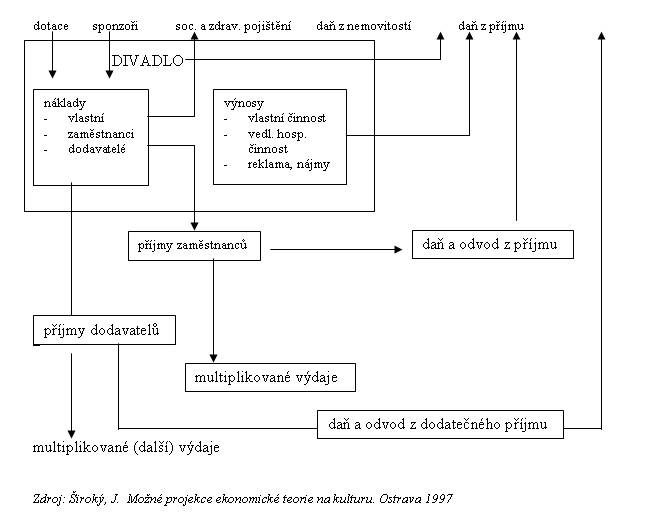 dotace sponzoři soc. a zdrav. pojištění daň z nemovitostí daň z příjmu
DIVADLO
náklady
- vlastní
- zaměstnanci
- dodavatelé
výnosy
- vlastní činnost
- vedl. hosp.
činnost
- reklama, nájmy
příjmy zaměstnanců
daň a odvod z příjmu
příjmy dodavatelů
multiplikované výdaje
daň a odvod z dodatečného příjmu
multiplikované (další) výdaje
Zdroj: Široký, J. Možné projekce ekonomické teorie na kulturu. Ostrava 1997